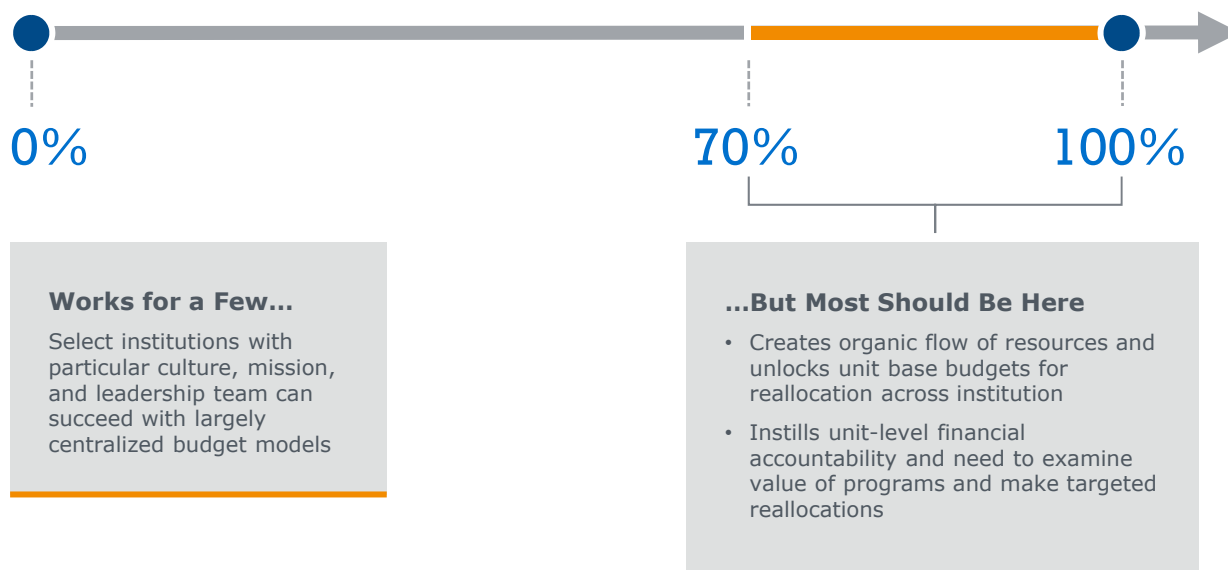 0%
70%
100%
Works for a Few...
Select institutions with
particular culture, mission,
and leadership team can
succeed with largely
centralized budget models
...But Most Should Be Here
• Creates organic flow of resources and
unlocks unit base budgets for
reallocation across institution
• Instills unit-level financial
accountability and need to examine
value of programs and make targeted
reallocations